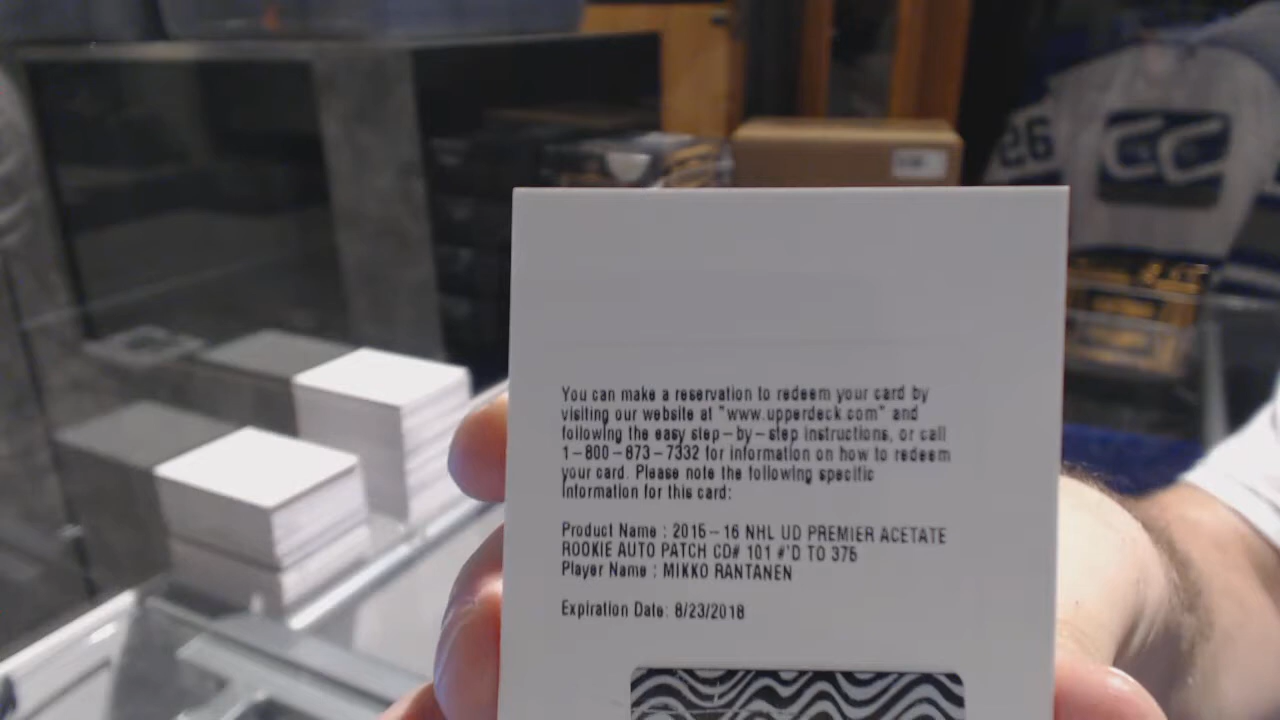 26
CC
You can make a reservation to redeem your card by
visiting our website at "www.upperdeck.com" and
following the easy step-by-step instructions, or call
1-800-873-7332 for information on how to redeem
your card. Please note the following specific
information for this card:
Product Name : 2015-16 NHL UD PREMIER ACETATE
ROOKIE AUTO PATCH CD# 101 #'D TO 375
Player Name : MIKKO RANTANEN
Expiration Date: 8/23/2018